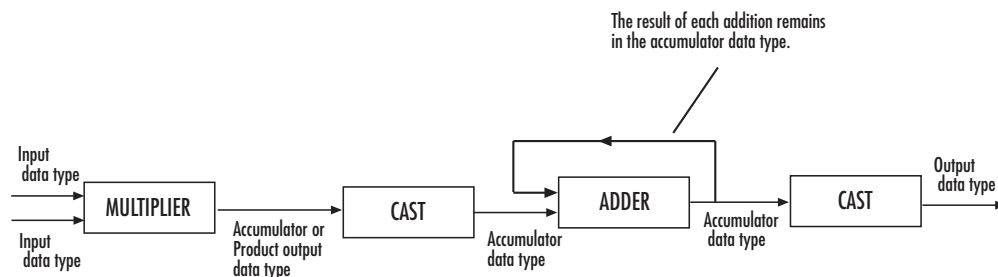 The result of each addition remains
in the accumulator data type.
Input
data type
MULTIPLIER
Input
data type
Accumulator or
Product output
data type
CAST
Accumulator
data type
ADDER
Accumulator
data type
CAST
Output
data type